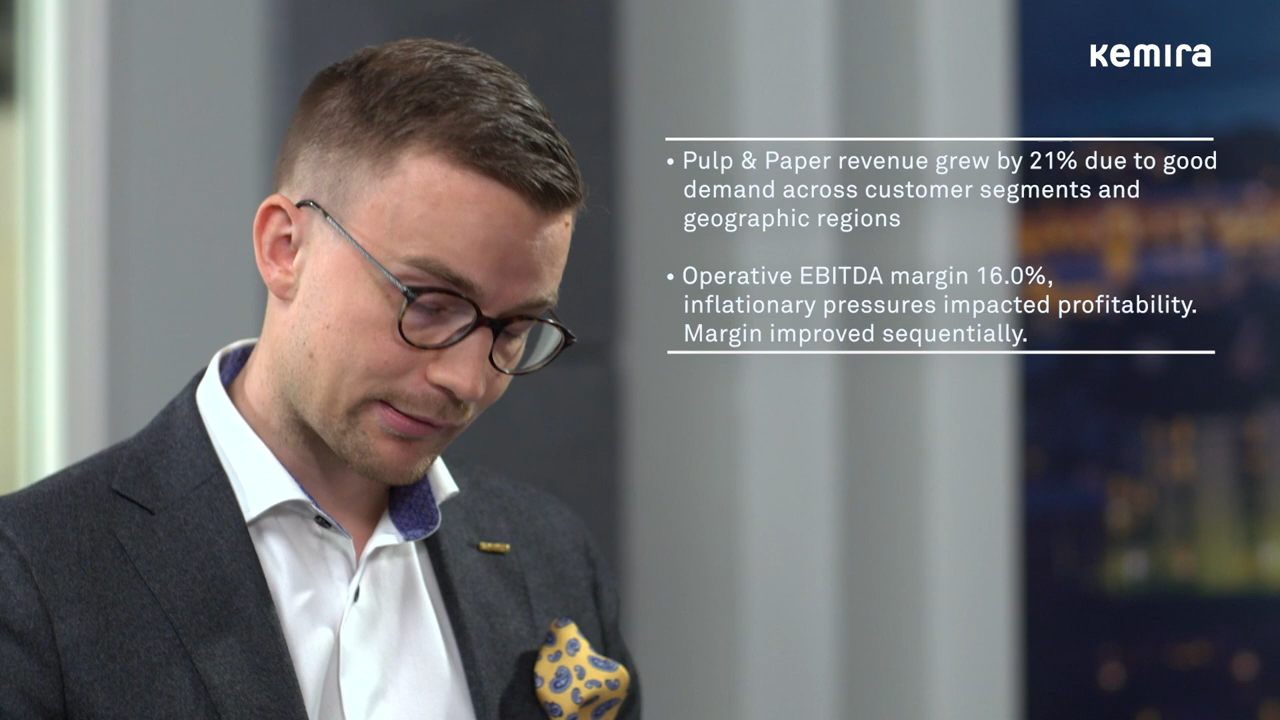 kemira
• Pulp & Paper revenue grew by 21% due to good
demand across customer segments and
geographic regions
• Operative EBITDA margin 16.0%,
inflationary pressures impacted profitability.
Margin improved sequentially.